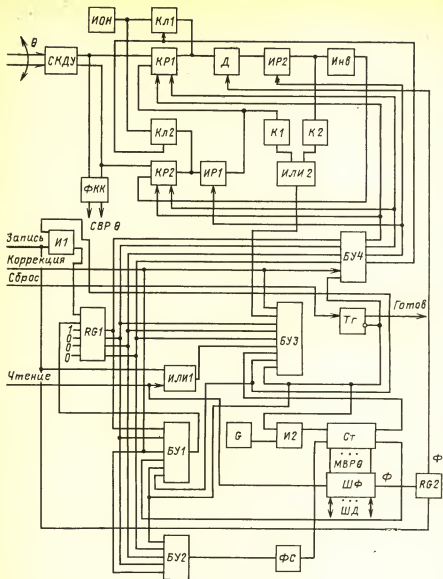 θ
СКДУ
ИОН
Кл1
КР1
Д
ИР2
Инв
Кл2
К1
К2
КР2
ИР1
ИЛИ2
ФКК
СВР θ
Запись
И1
Коррекция
Сброс
БУ4
Тг
Готов
RG1
1
0
0
0
БУ3
Чтение
ИЛИ1
БУ1
G
И2
Ст
МВРθ
ШФ
Ф
Ф
RG2
ШД
БУ2
ФС